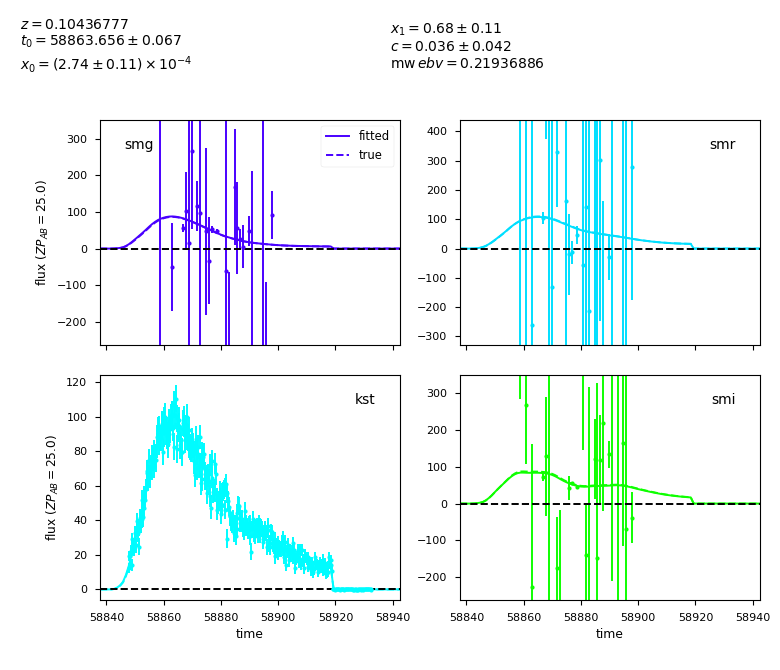 z = 0.10436777
t₀ = 58863.656 ± 0.067
x₀ = (2.74 ± 0.11) × 10⁻⁴
x₁ = 0.68 ± 0.11
c = 0.036 ± 0.042
mw ebv = 0.21936886
smg
fitted
true
300
200
100
0
−100
−200
flux (ZP_AB = 25.0)
smr
400
300
200
100
0
−100
−200
−300
kst
120
100
80
60
40
20
0
flux (ZP_AB = 25.0)
58840 58860 58880 58900 58920 58940
time
smi
300
200
100
0
−100
−200
58840 58860 58880 58900 58920 58940
time